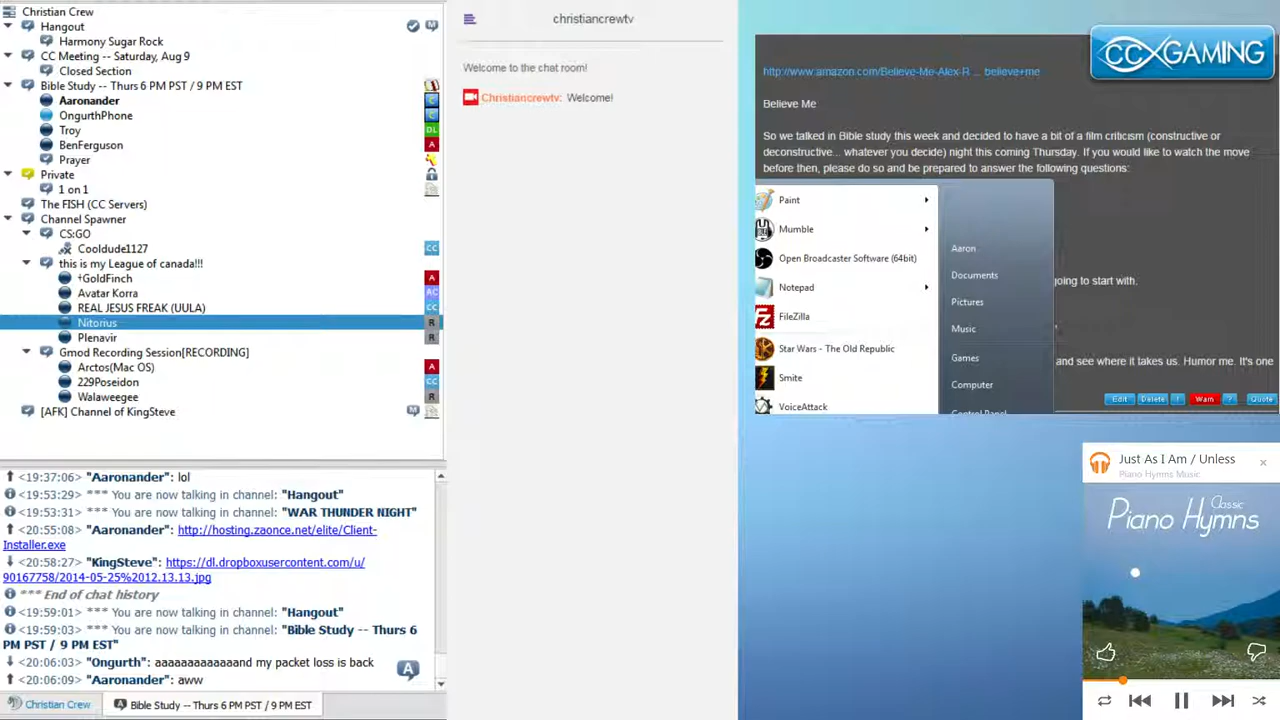 Christian Crew
Hangout
M
Harmony Sugar Rock
CC Meeting -- Saturday, Aug 9
Closed Section
Bible Study -- Thurs 6 PM PST / 9 PM EST
Aaronander
C
OngurthPhone
C
Troy
DL
BenFerguson
A
Prayer
Private
1 on 1
The FISH (CC Servers)
Channel Spawner
CS:GO
Cooldude1127
CC
this is my League of canada!!!
†GoldFinch
A
Avatar Korra
AC
REAL JESUS FREAK (UULA)
CC
Nitorius
R
Plenavir
R
Gmod Recording Session[RECORDING]
Arctos(Mac OS)
A
229Poseidon
CC
Walaweegee
R
[AFK] Channel of KingSteve
M
<19:37:06> "Aaronander": lol
<19:53:29> *** You are now talking in channel: "Hangout"
<19:53:31> *** You are now talking in channel: "WAR THUNDER NIGHT"
<20:55:08> "Aaronander": http://hosting.zaonce.net/elite/Client-
Installer.exe
<20:58:27> "KingSteve": https://dl.dropboxusercontent.com/u/
90167758/2014-05-25%2012.13.13.jpg
*** End of chat history
<19:59:01> *** You are now talking in channel: "Hangout"
<19:59:03> *** You are now talking in channel: "Bible Study -- Thurs 6
PM PST / 9 PM EST"
<20:06:03> "Ongurth": aaaaaaaaaaaaand my packet loss is back
<20:06:09> "Aaronander": aww
A
Christian Crew
A
Bible Study -- Thurs 6 PM PST / 9 PM EST
christiancrewtv
Welcome to the chat room!
Christiancrewtv: Welcome!
CCXGAMING
http://www.amazon.com/Believe-Me-Alex-R ... believe+me
Believe Me
So we talked in Bible study this week and decided to have a bit of a film criticism (constructive or
deconstructive... whatever you decide) night this coming Thursday. If you would like to watch the move
before then, please do so and be prepared to answer the following questions:
going to start with.
and see where it takes us. Humor me. It's one
Edit
Delete
!
Warn
?
Quote
Paint
Mumble
Open Broadcaster Software (64bit)
Notepad
FileZilla
Star Wars - The Old Republic
Smite
VoiceAttack
Aaron
Documents
Pictures
Music
Games
Computer
Control Panel
Just As I Am / Unless
Piano Hymns Music
Classic
Piano Hymns